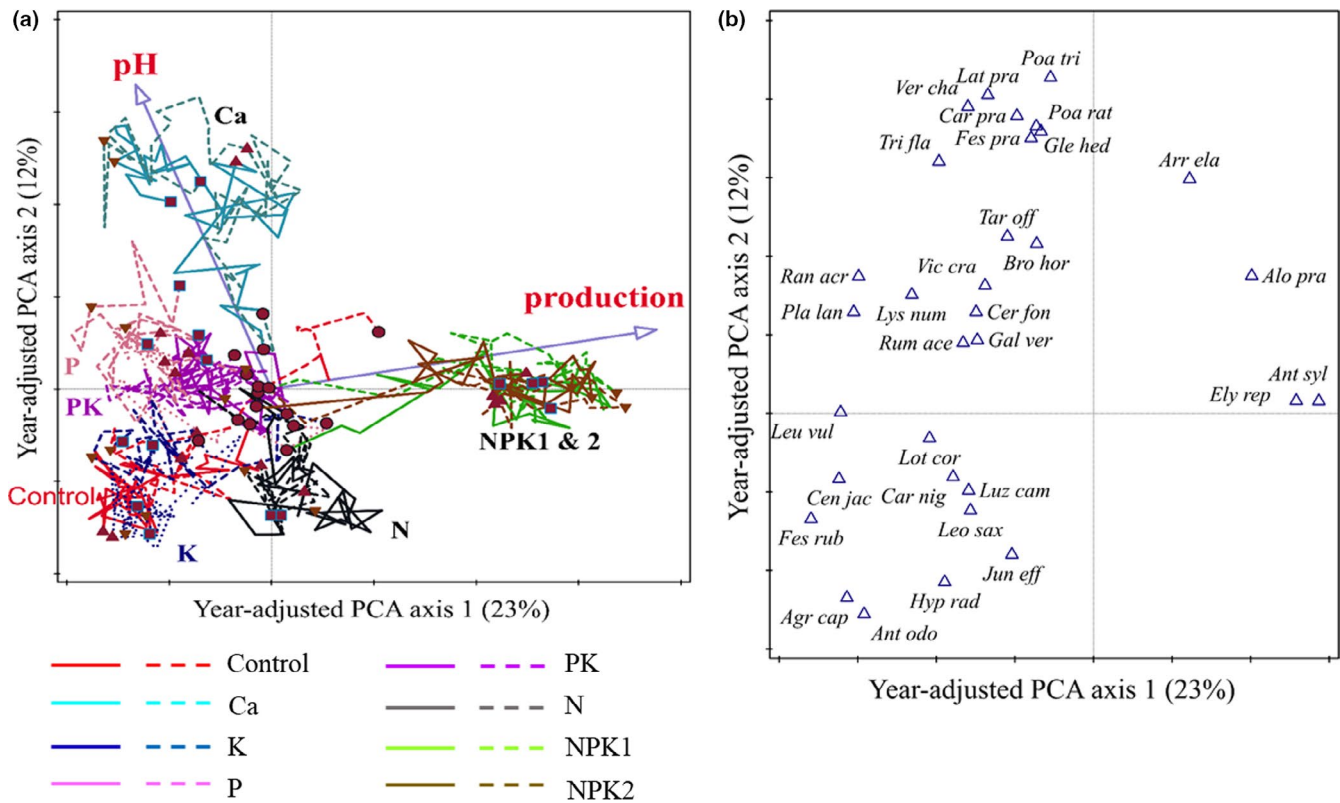 (a)
pH
Ca
production
P
PK
NPK1 & 2
Control
N
K
Year-adjusted PCA axis 2 (12%)
Year-adjusted PCA axis 1 (23%)
Control
Ca
K
P
PK
N
NPK1
NPK2
(b)
Poa tri
Lat pra
Ver cha
Car pra
Poa rat
Fes pra
Gle hed
Tri fla
Arr ela
Tar off
Bro hor
Ran acr
Vic cra
Alo pra
Pla lan
Lys num
Cer fon
Rum ace
Gal ver
Ant syl
Ely rep
Leu vul
Lot cor
Cen jac
Car nig
Luz cam
Fes rub
Leo sax
Jun eff
Hyp rad
Agr cap
Ant odo
Year-adjusted PCA axis 2 (12%)
Year-adjusted PCA axis 1 (23%)